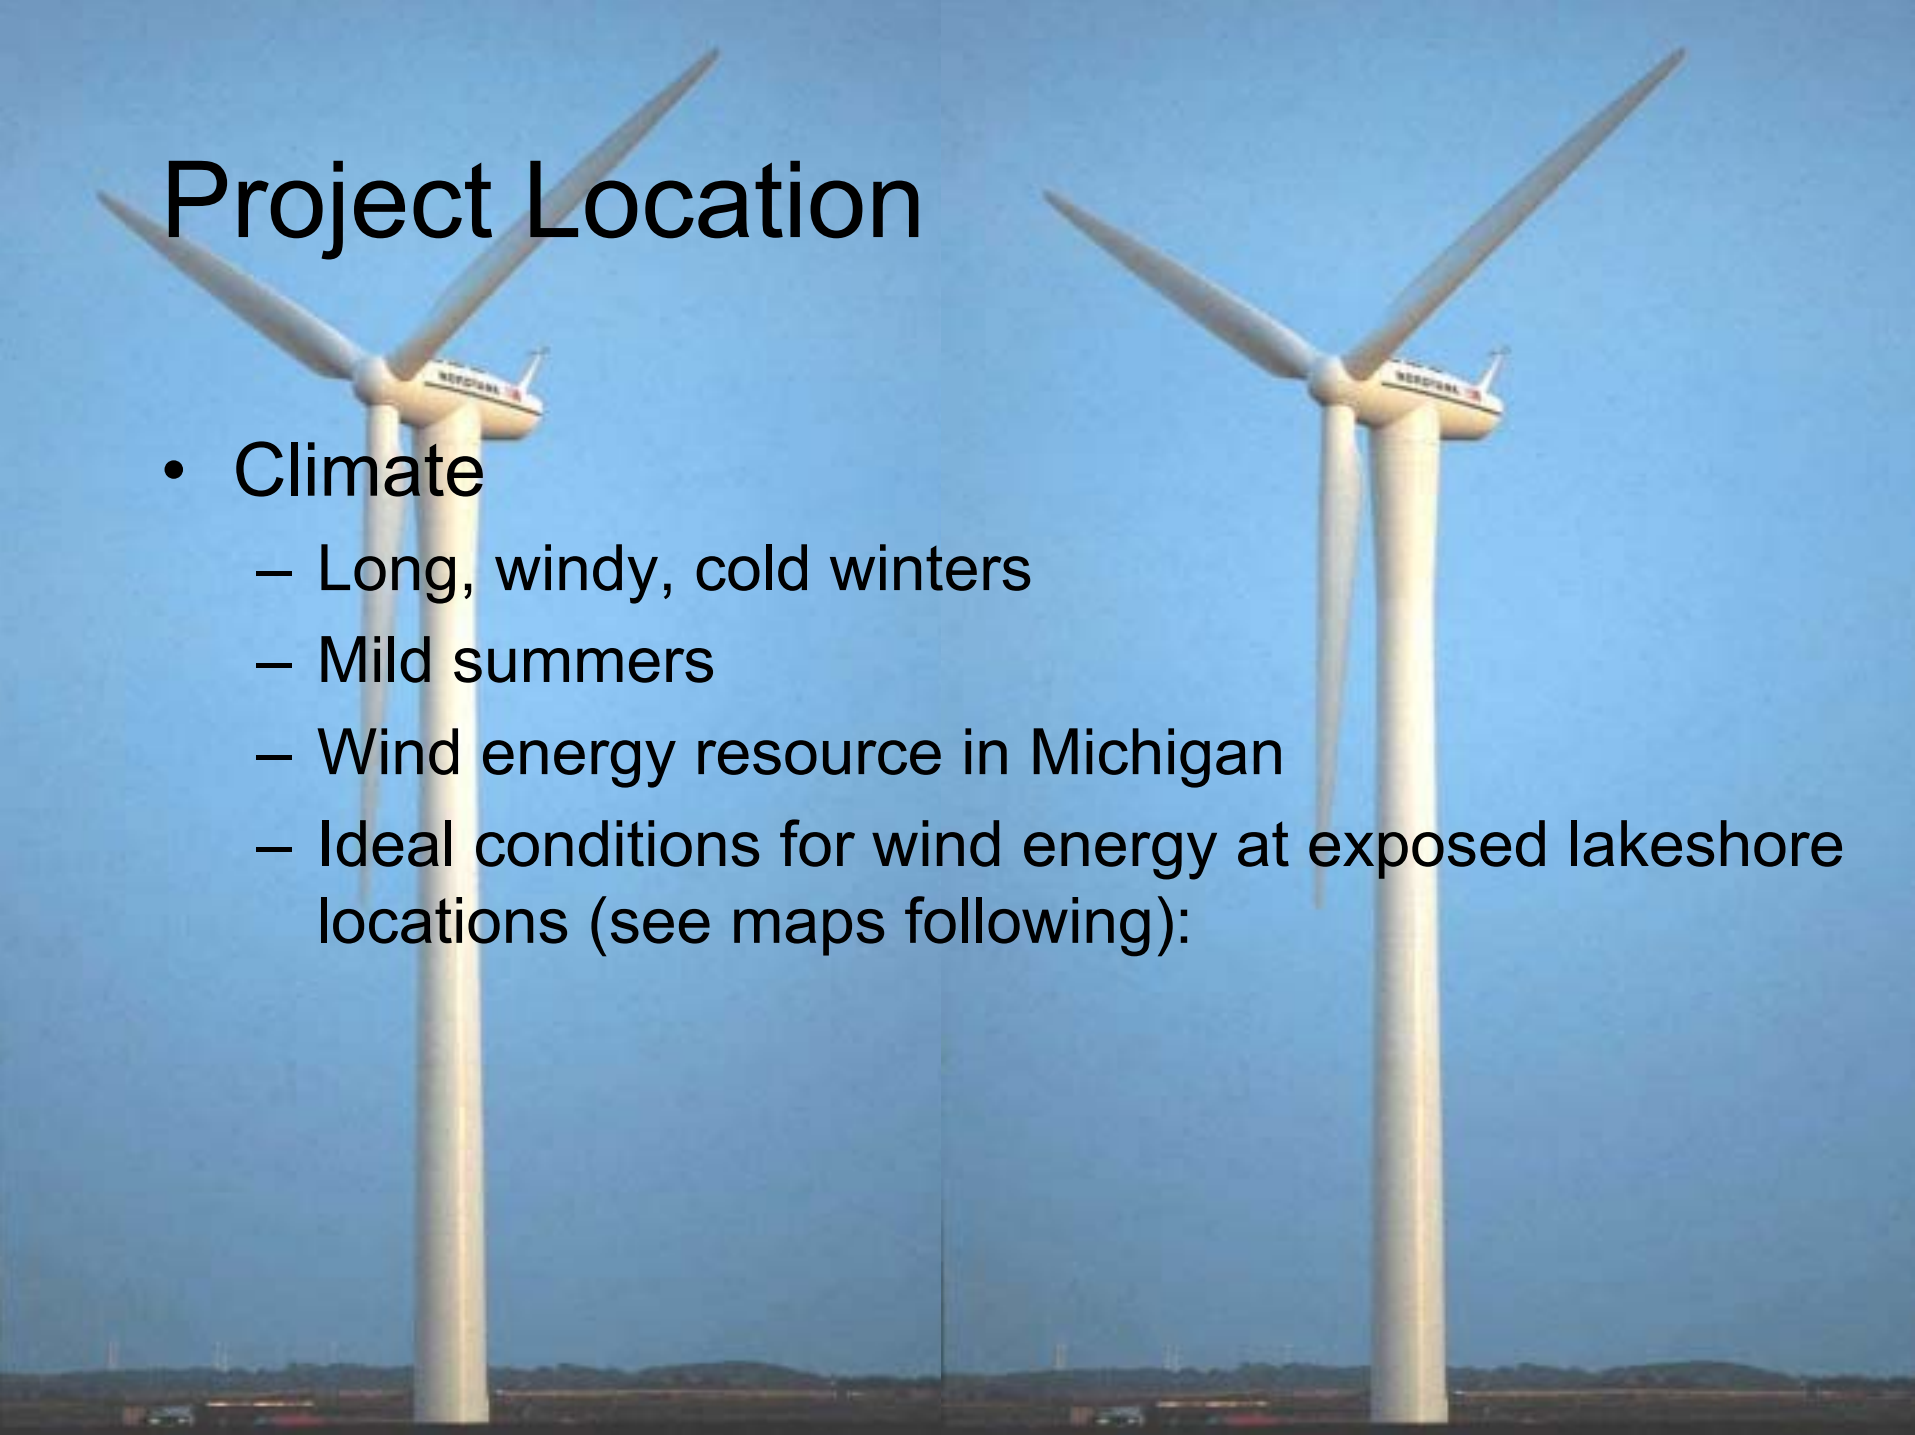 Project Location
• Climate
– Long, windy, cold winters
– Mild summers
– Wind energy resource in Michigan
– Ideal conditions for wind energy at exposed lakeshore
locations (see maps following):